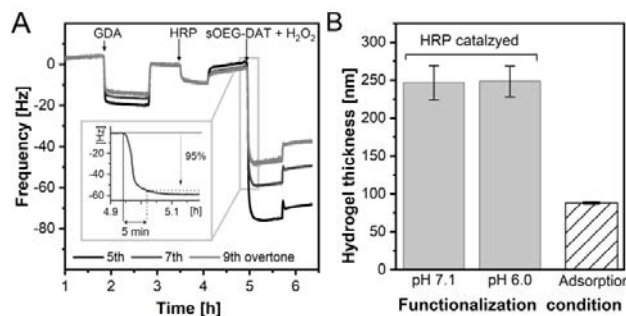 A
GDA
HRP
sOEG-DAT + H2O2
0
-20
-40
-60
-80
Frequency [Hz]
[Hz]
-20
-40
-60
95%
4.9
5.1
[h]
5 min
5th
7th
9th overtone
1
2
3
4
5
6
Time [h]
B
HRP catalzyed
300
250
200
150
100
50
0
Hydrogel thickness [nm]
pH 7.1
pH 6.0
Adsorption
Functionalization condition